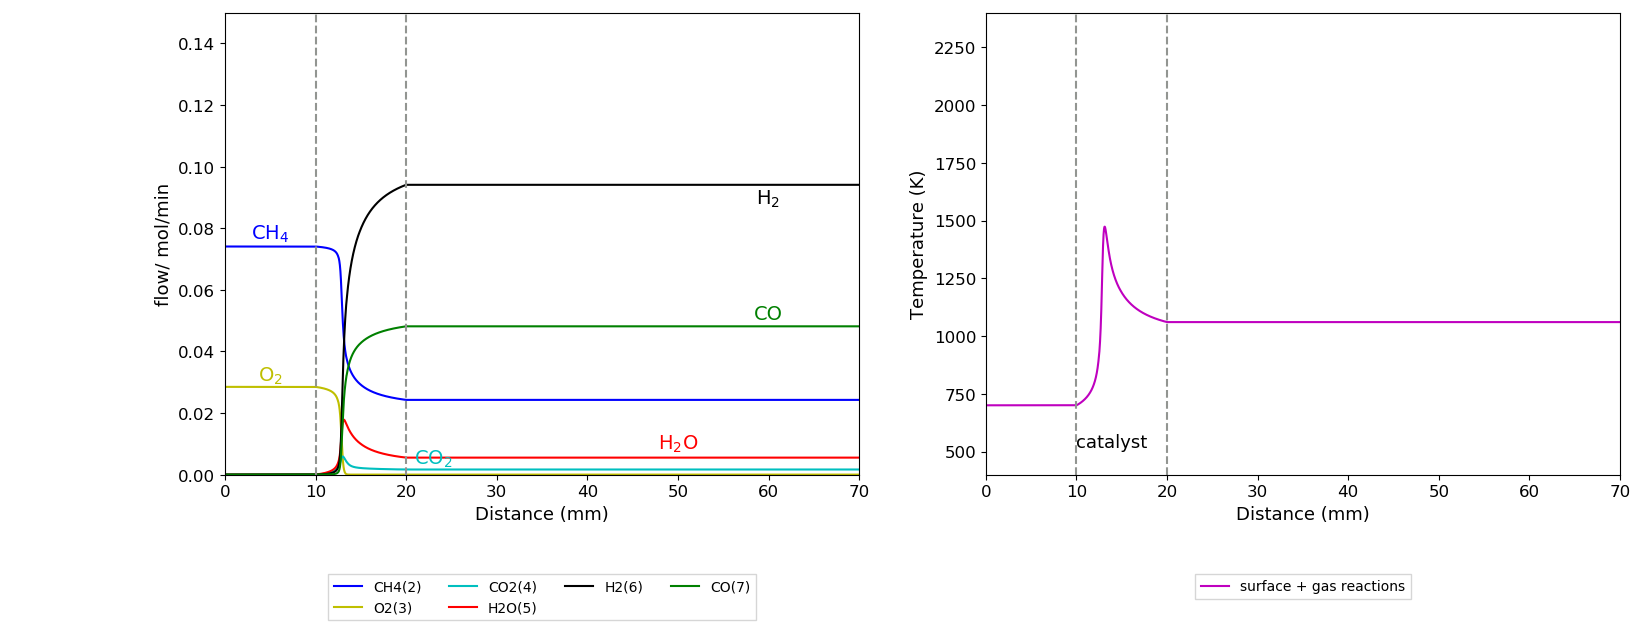 0.14
0.12
0.10
0.08
0.06
0.04
0.02
0.00
flow/ mol/min
CH4
O2
H2
CO
H2O
CO2
0 10 20 30 40 50 60 70
Distance (mm)
CH4(2) CO2(4) H2(6) CO(7)
O2(3) H2O(5)
2250
2000
1750
1500
1250
1000
750
500
Temperature (K)
catalyst
0 10 20 30 40 50 60 70
Distance (mm)
surface + gas reactions